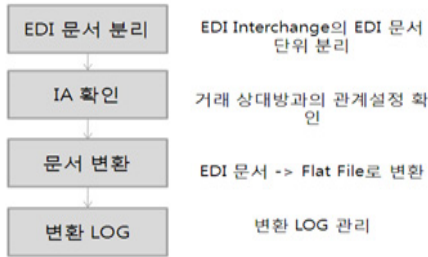 EDI 문서 분리
EDI Interchange의 EDI 문서
단위 분리
IA 확인
거래 상대방과의 관계설정 확
인
문서 변환
EDI 문서 -> Flat File로 변환
변환 LOG
변환 LOG 관리